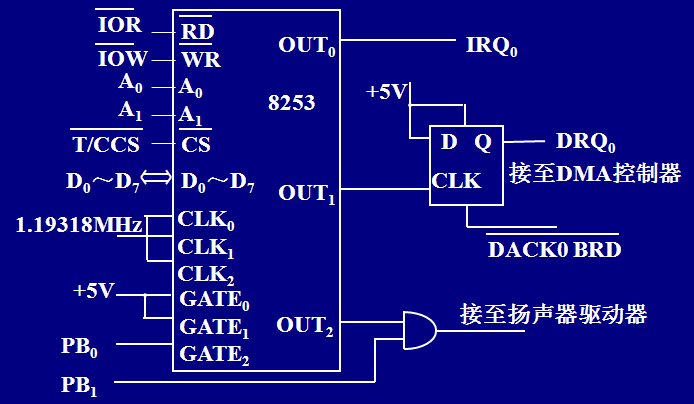 IOR RD OUT0 IRQ0
IOW WR
A0 A0 8253 +5V
A1 A1 D Q DRQ0
T/CCS CS 接至DMA控制器
D0～D7 D0～D7 OUT1 CLK
1.19318MHz CLK0
CLK1 DACK0 BRD
CLK2
+5V GATE0 接至扬声器驱动器
GATE1 OUT2
PB0 GATE2
PB1